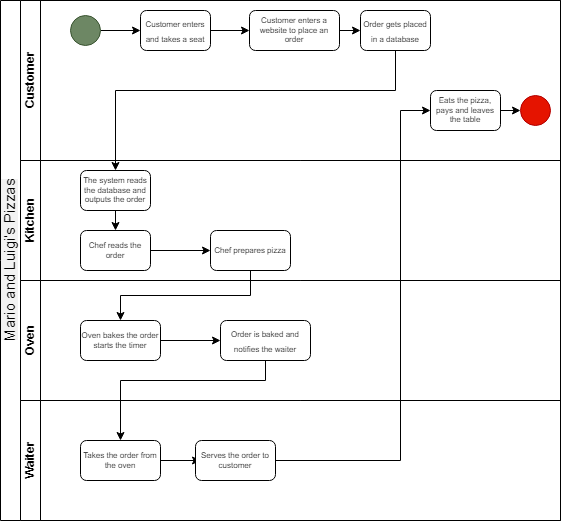 Mario and Luigi's Pizzas
Customer
Customer enters
and takes a seat
Customer enters a
website to place an
order
Order gets placed
in a database
Eats the pizza,
pays and leaves
the table
Kitchen
The system reads
the database and
outputs the order
Chef reads the
order
Chef prepares pizza
Oven
Oven bakes the order
starts the timer
Order is baked and
notifies the waiter
Waiter
Takes the order from
the oven
Serves the order to
customer